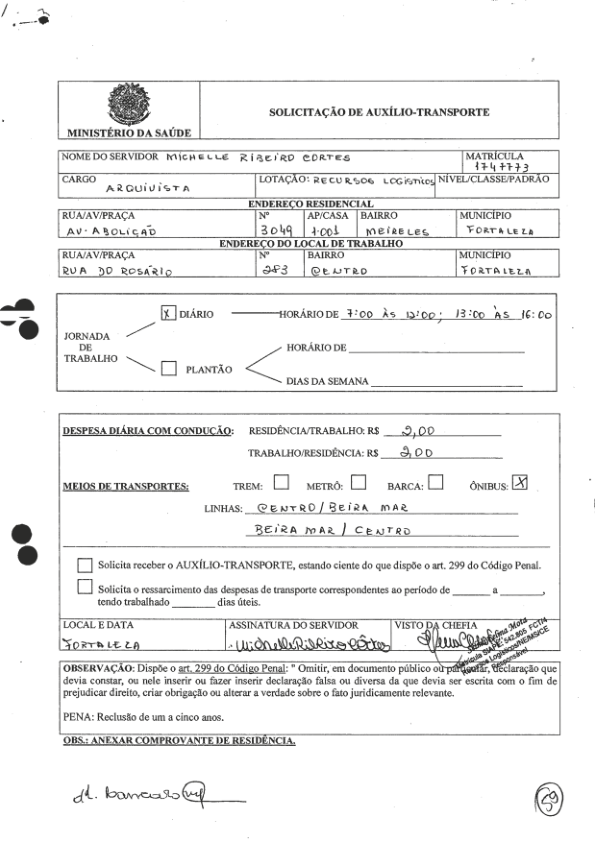 MINISTÉRIO DA SAÚDE
SOLICITAÇÃO DE AUXÍLIO-TRANSPORTE
NOME DO SERVIDOR MICHELLE RIBEIRO CORTES
MATRÍCULA
1747773
CARGO
ARQUIVISTA
LOTAÇÃO: RECURSOS LOGÍSTICOS
NÍVEL/CLASSE/PADRÃO
ENDEREÇO RESIDENCIAL
RUA/AV/PRAÇA Nº AP/CASA BAIRRO MUNICÍPIO
AV. ABOLIÇÃO 3049 1.001 MEIRELES FORTALEZA
ENDEREÇO DO LOCAL DE TRABALHO
RUA/AV/PRAÇA Nº BAIRRO MUNICÍPIO
RUA DO ROSÁRIO 283 CENTRO FORTALEZA
X DIÁRIO HORÁRIO DE 7:00 ÀS 12:00; 13:00 ÀS 16:00
JORNADA
DE
TRABALHO
HORÁRIO DE
PLANTÃO
DIAS DA SEMANA
DESPESA DIÁRIA COM CONDUÇÃO: RESIDÊNCIA/TRABALHO: R$ 2,00
TRABALHO/RESIDÊNCIA: R$ 2,00
MEIOS DE TRANSPORTES: TREM: METRÔ: BARCA: ÔNIBUS: X
LINHAS: CENTRO/BEIRA MAR
BEIRA MAR/CENTRO
Solicita receber o AUXÍLIO-TRANSPORTE, estando ciente do que dispõe o art. 299 do Código Penal.
Solicita o ressarcimento das despesas de transporte correspondentes ao período de _______ a ________,
tendo trabalhado ________ dias úteis.
LOCAL E DATA
FORTALEZA
ASSINATURA DO SERVIDOR
Michelle Ribeiro Côrtes
VISTO DA CHEFIA
Mota
Matrícula SIAPE: 542.805 FCT/4
Recursos Logísticos/NEMS/CE
Responsável
OBSERVAÇÃO: Dispõe o art. 299 do Código Penal: " Omitir, em documento público ou particular, declaração que
devia constar, ou nele inserir ou fazer inserir declaração falsa ou diversa da que devia ser escrita com o fim de
prejudicar direito, criar obrigação ou alterar a verdade sobre o fato juridicamente relevante.
PENA: Reclusão de um a cinco anos.
OBS.: ANEXAR COMPROVANTE DE RESIDÊNCIA.